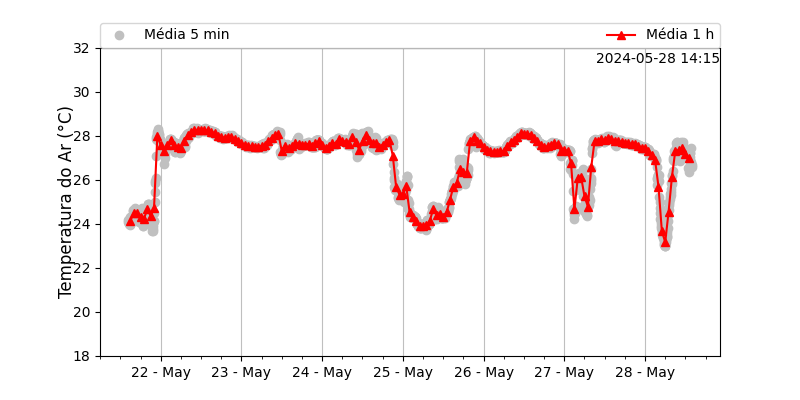 Média 5 min
Média 1 h
2024-05-28 14:15
Temperatura do Ar (°C)
32
30
28
26
24
22
20
18
22 - May
23 - May
24 - May
25 - May
26 - May
27 - May
28 - May